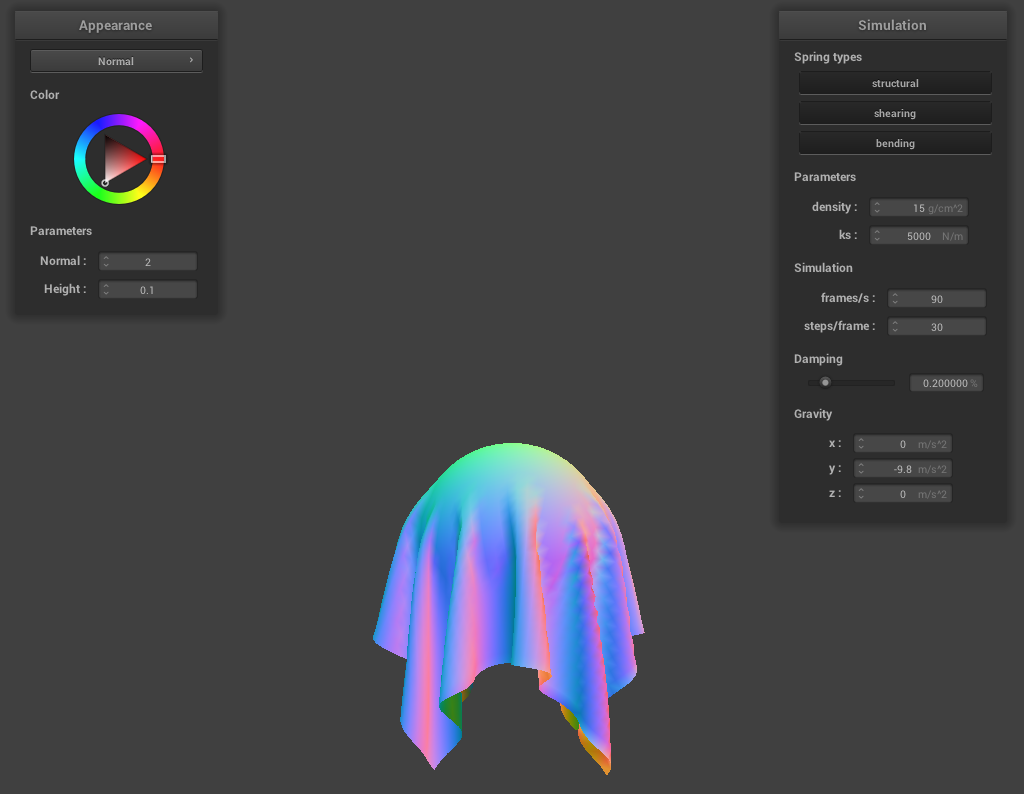 Appearance
Normal
Color
Parameters
Normal : 2
Height : 0.1
Simulation
Spring types
structural
shearing
bending
Parameters
density : 15 g/cm^2
ks : 5000 N/m
Simulation
frames/s : 90
steps/frame : 30
Damping
0.200000 %
Gravity
x : 0 m/s^2
y : -9.8 m/s^2
z : 0 m/s^2